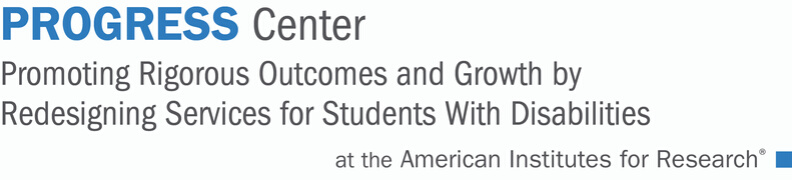 PROGRESS Center
Promoting Rigorous Outcomes and Growth by
Redesigning Services for Students With Disabilities
at the American Institutes for Research®